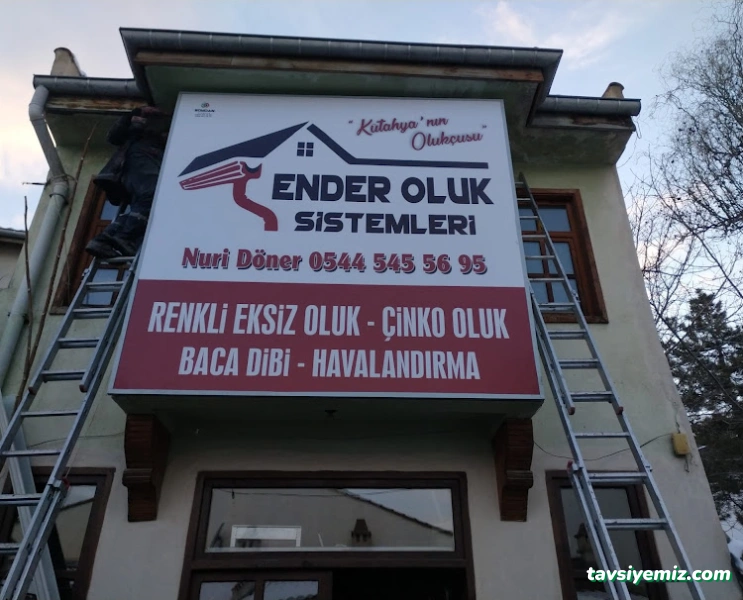 "Kütahya'nın
Olukçusu"
ENDER OLUK
SİSTEMLERİ
Nuri Döner 0544 545 56 95
RENKLİ EKSİZ OLUK - ÇİNKO OLUK
BACA DİBİ - HAVALANDIRMA
tavsiyemiz.com